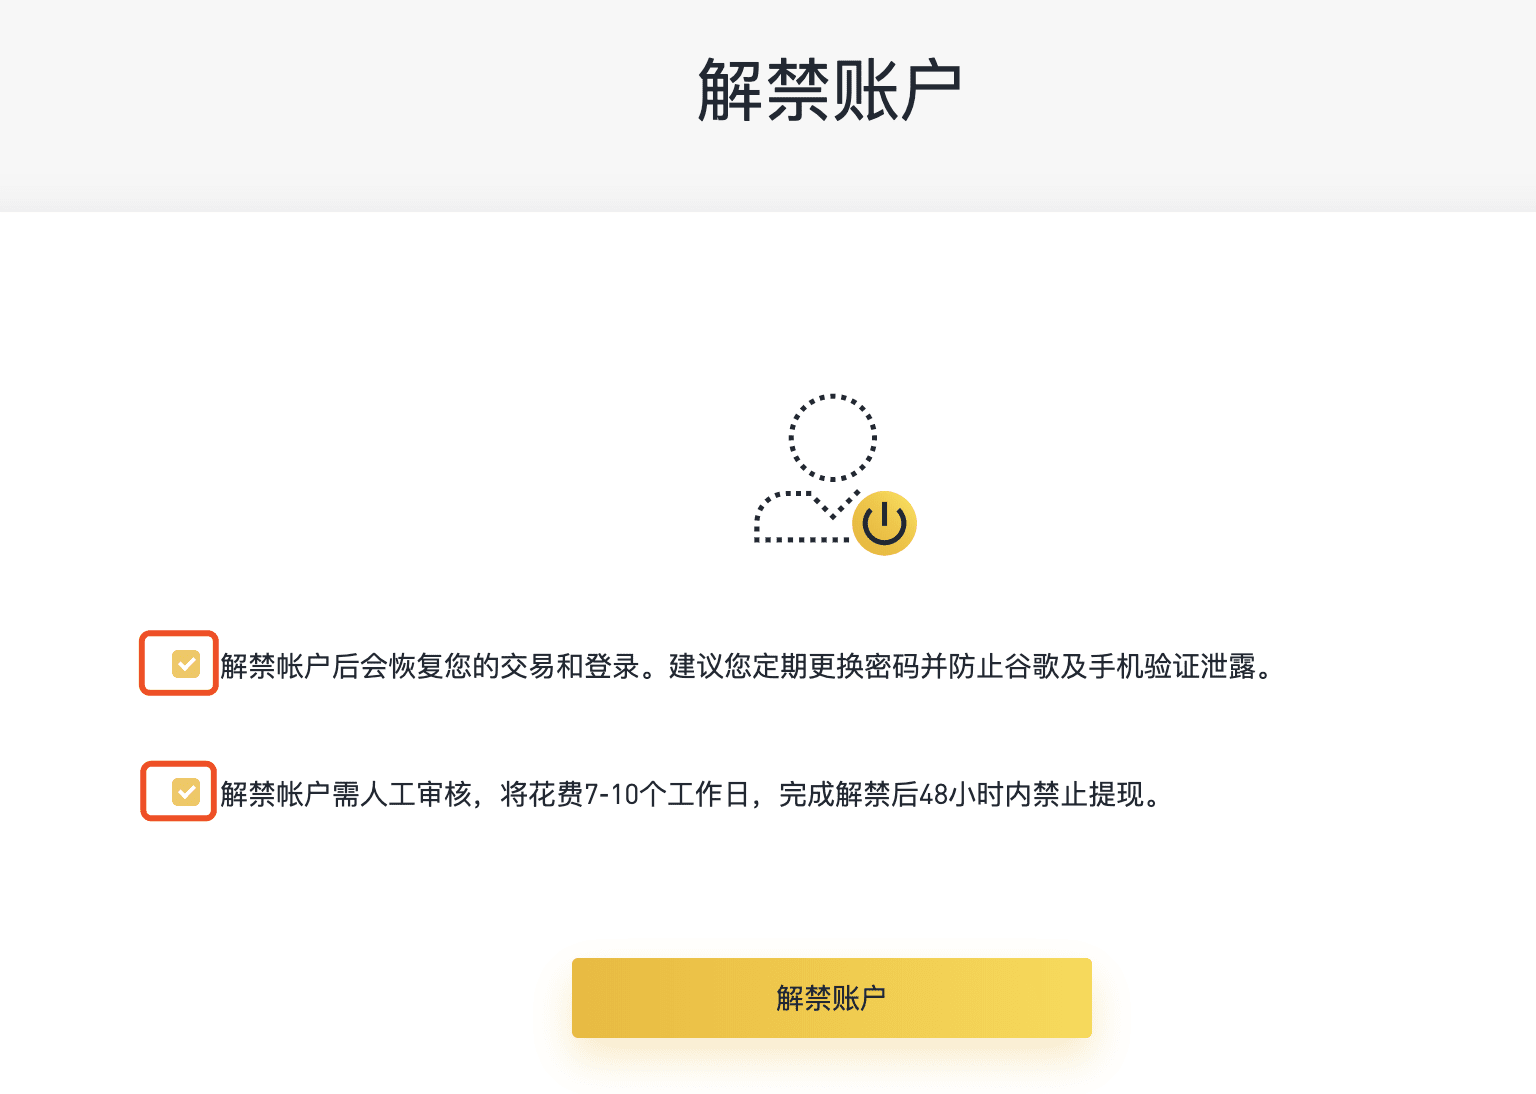 解禁账户
解禁帐户后会恢复您的交易和登录。建议您定期更换密码并防止谷歌及手机验证泄露。
解禁帐户需人工审核，将花费7-10个工作日，完成解禁后48小时内禁止提现。
解禁账户